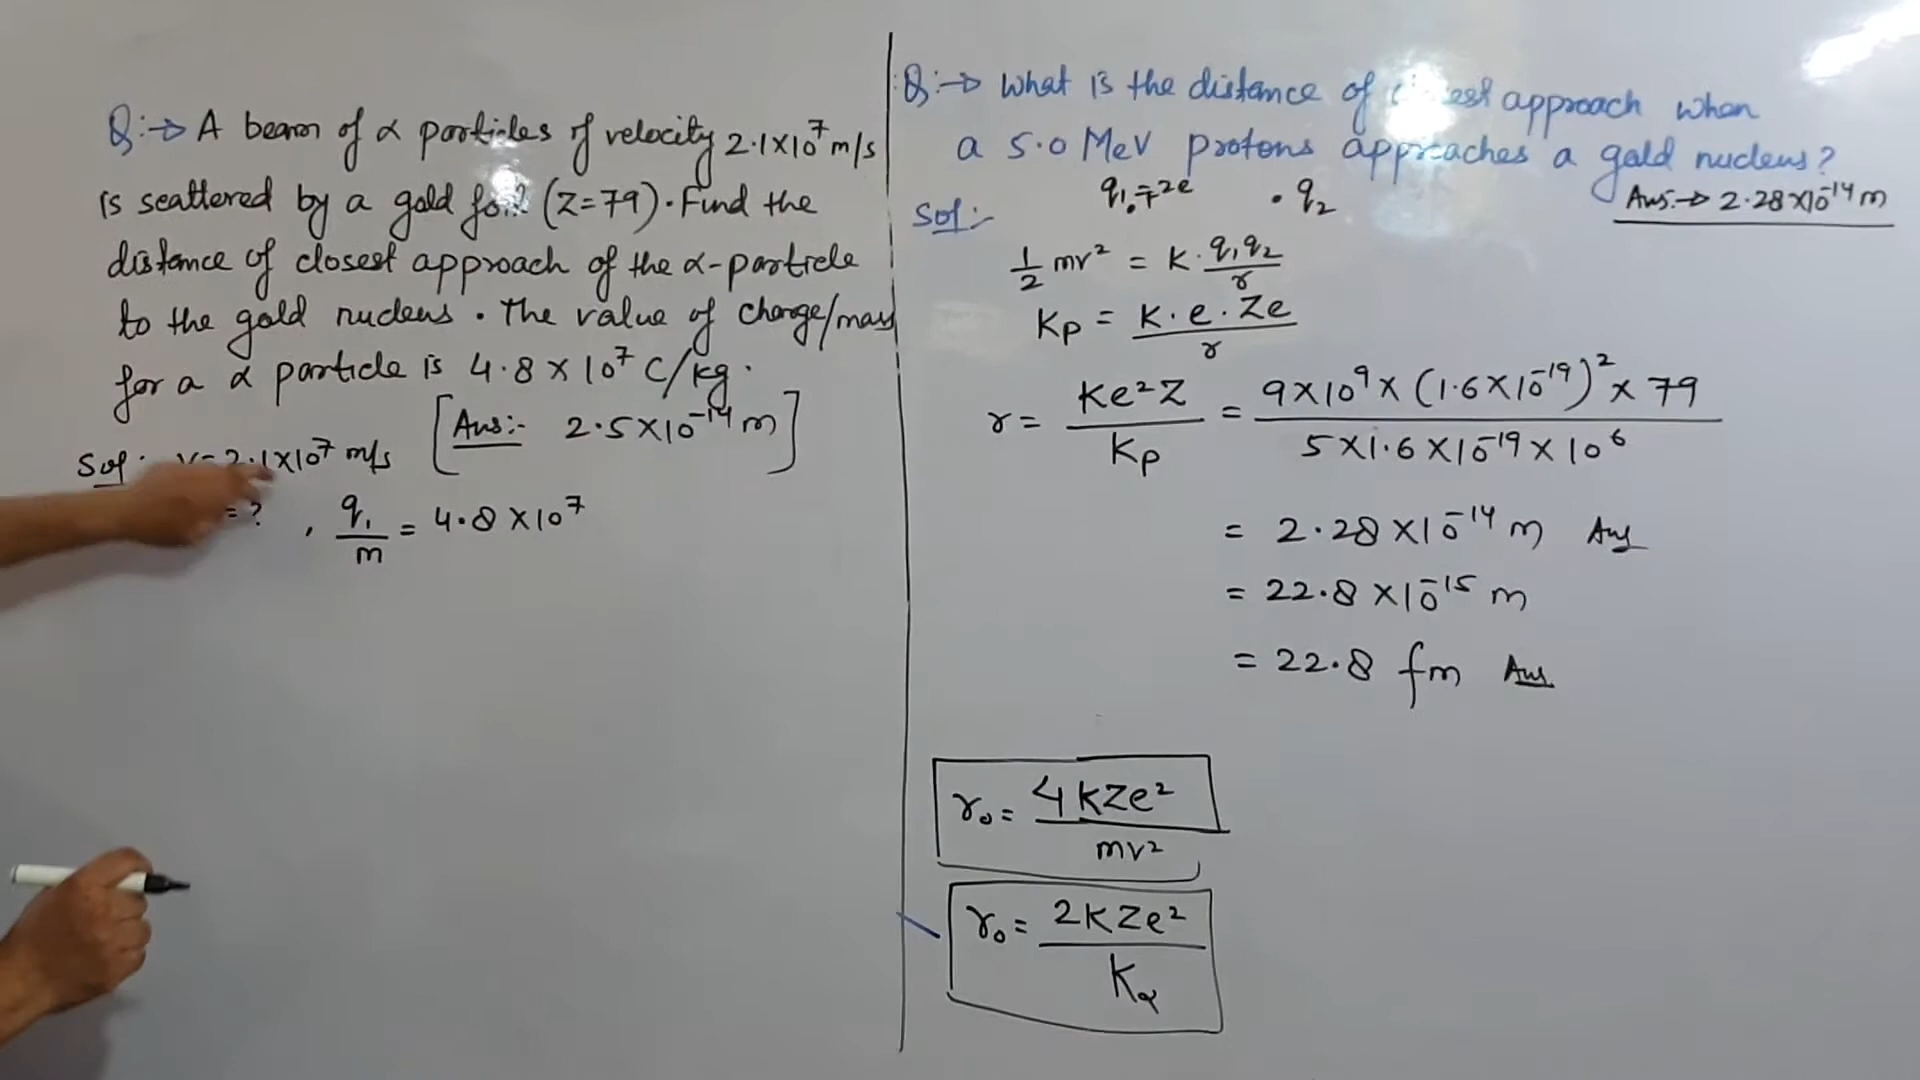 Q:→ A beam of α particles of velocity 2.1×10⁷ m/s
is scattered by a gold (Z=79). Find the
distance of closest approach of the α-particle
to the gold nucleus. The value of charge/mass
for a α particle is 4.8 × 10⁷ C/kg.
[Ans:- 2.5×10⁻¹⁴ m]
Sol: v=2.1×10⁷ m/s
=? , q₁/m = 4.8×10⁷
Q:→ What is the distance of approach when
a 5.0 MeV protons approaches a gold nucleus?
Ans:→ 2.28×10⁻¹⁴ m
Sol:- · q₂
1/2 mv² = K·q₁q₂/r
Kp = K·e·Ze/r
r = Ke²Z/Kp = 9×10⁹×(1.6×10⁻¹⁹)²×79/5×1.6×10⁻¹⁹×10⁶
= 2.28×10⁻¹⁴ m Ans
= 22.8×10⁻¹⁵ m
= 22.8 fm Ans
r₀ = 4KZe²/mv²
r₀ = 2KZe²/Kα